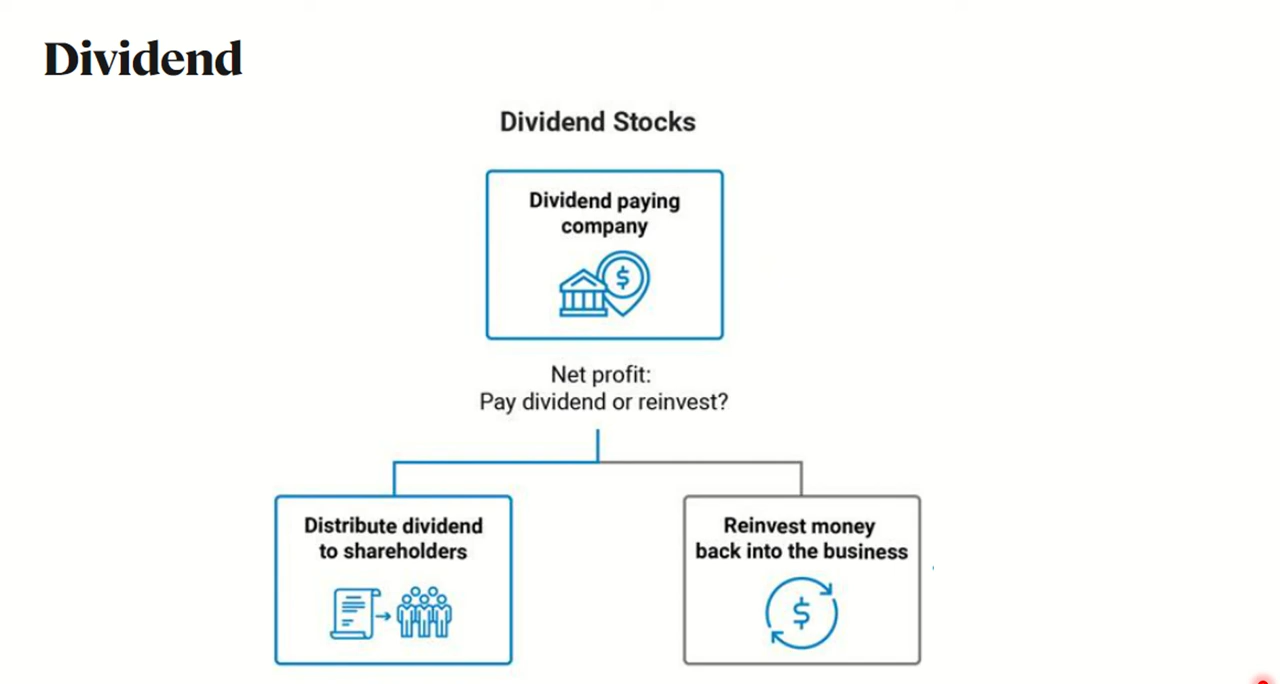 Dividend
Dividend Stocks
Dividend paying
company
$
Net profit:
Pay dividend or reinvest?
Distribute dividend
to shareholders
Reinvest money
back into the business
$